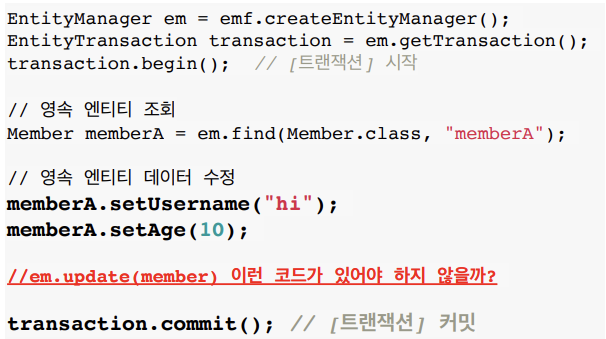 EntityManager em = emf.createEntityManager();
EntityTransaction transaction = em.getTransaction();
transaction.begin();  // [트랜잭션] 시작
// 영속 엔티티 조회
Member memberA = em.find(Member.class, "memberA");
// 영속 엔티티 데이터 수정
memberA.setUsername("hi");
memberA.setAge(10);
//em.update(member) 이런 코드가 있어야 하지 않을까?
transaction.commit(); // [트랜잭션] 커밋